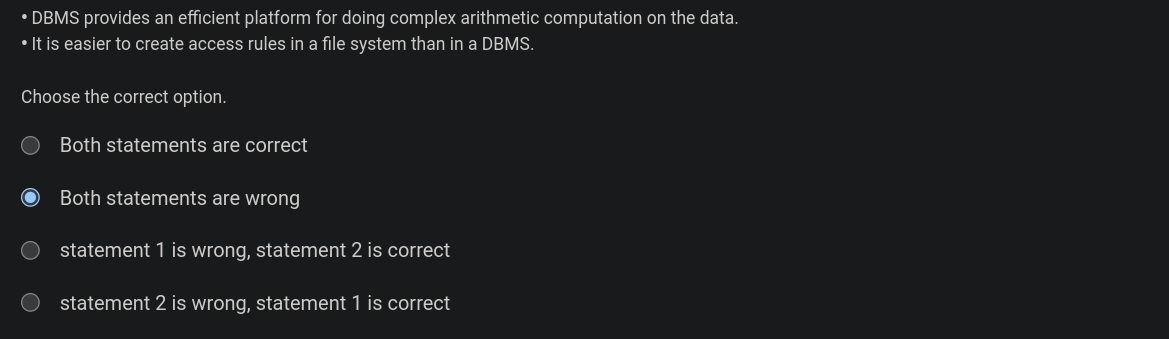 • DBMS provides an efficient platform for doing complex arithmetic computation on the data.
• It is easier to create access rules in a file system than in a DBMS.
Choose the correct option.
Both statements are correct
Both statements are wrong
statement 1 is wrong, statement 2 is correct
statement 2 is wrong, statement 1 is correct